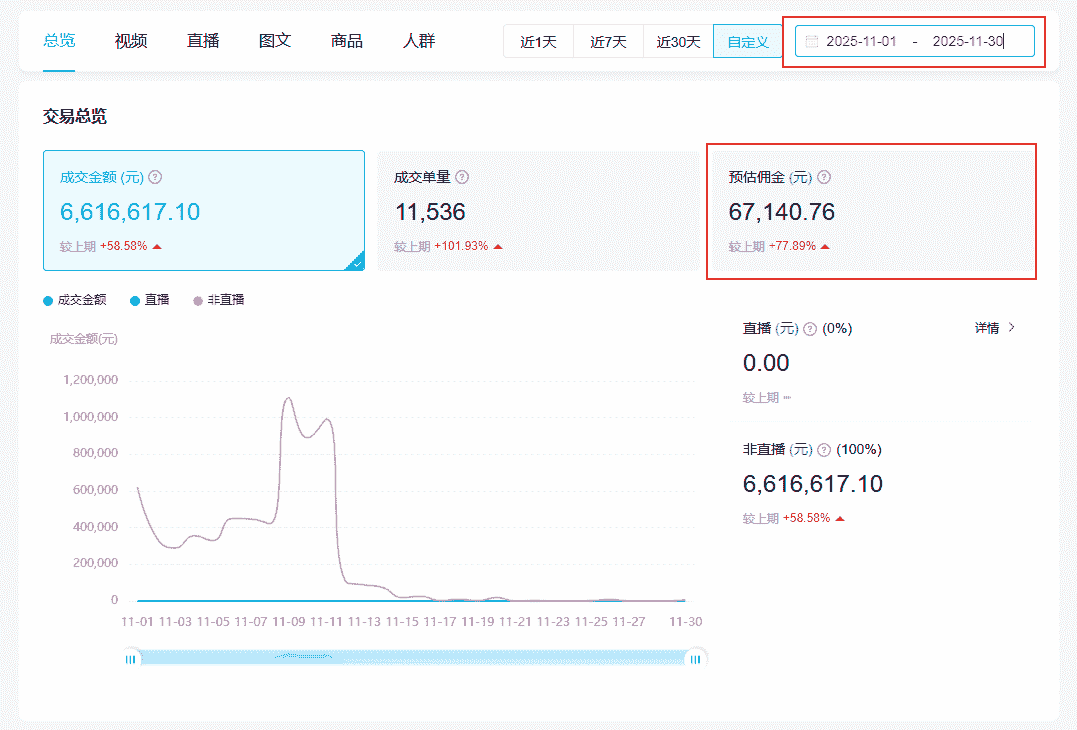 总览 视频 直播 图文 商品 人群 近1天 近7天 近30天 自定义 2025-11-01 - 2025-11-30
交易总览
成交金额 (元) ? 成交单量 ? 预估佣金 (元) ?
6,616,617.10 11,536 67,140.76
较上期 +58.58% 较上期 +101.93% 较上期 +77.89%
成交金额 直播 非直播
直播 (元) ? (0%) 详情
成交金额(元)
0.00
1,200,000
较上期
1,000,000
800,000
非直播 (元) ? (100%)
600,000
6,616,617.10
400,000
较上期 +58.58%
200,000
0
11-01 11-03 11-05 11-07 11-09 11-11 11-13 11-15 11-17 11-19 11-21 11-23 11-25 11-27 11-30